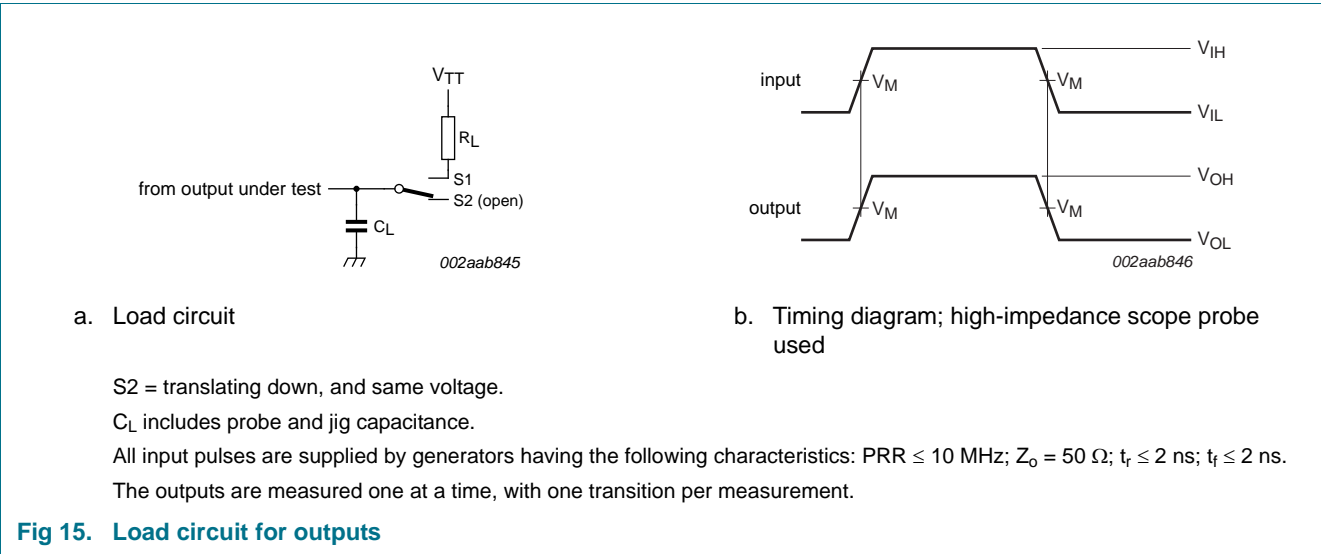 VTT
RL
S1
from output under test
S2 (open)
CL
002aab845
a. Load circuit
VIH
input
VM
VM
VIL
VOH
output
VM
VM
VOL
002aab846
b. Timing diagram; high-impedance scope probe
used
S2 = translating down, and same voltage.
CL includes probe and jig capacitance.
All input pulses are supplied by generators having the following characteristics: PRR ≤ 10 MHz; Zo = 50 Ω; tr ≤ 2 ns; tf ≤ 2 ns.
The outputs are measured one at a time, with one transition per measurement.
Fig 15. Load circuit for outputs